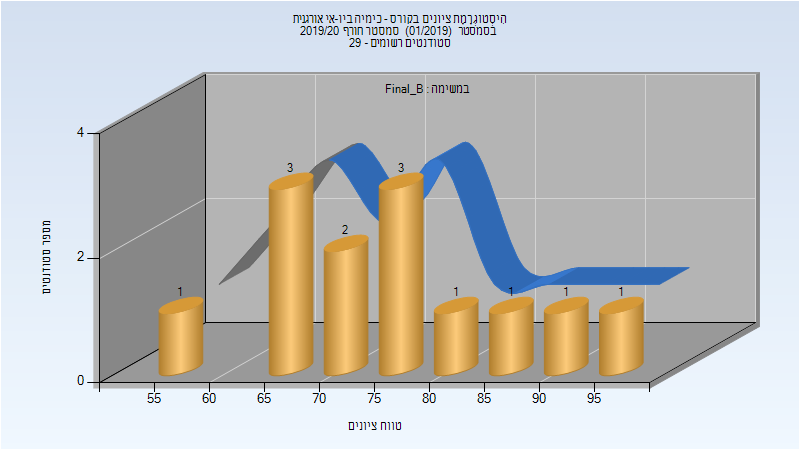 היסטוגרמת ציונים בקורס - כימיה ביו-אי אורגנית
בסמסטר (01/2019) סמסטר חורף 2019/20
סטודנטים רשומים - 29
במשימה : Final_B
מספר סטודנטים
4
2
0
1
3
2
3
1
1
1
1
55 60 65 70 75 80 85 90 95
טווח ציונים